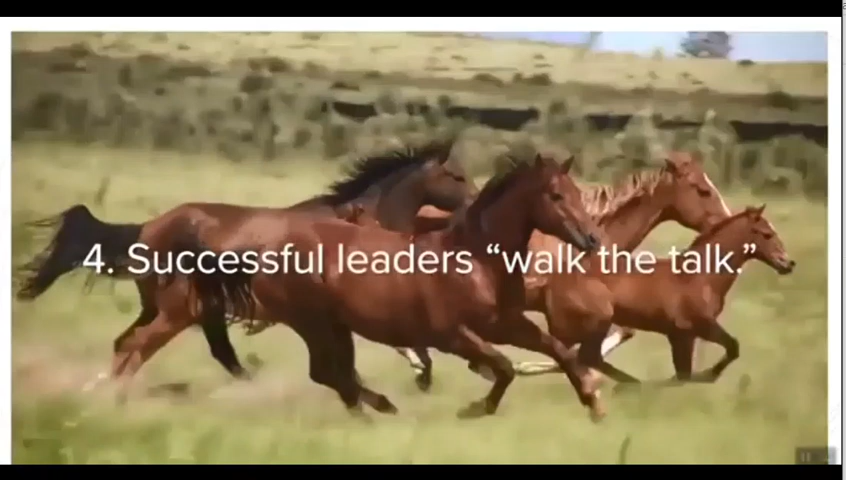 4. Successful leaders “walk the talk.”